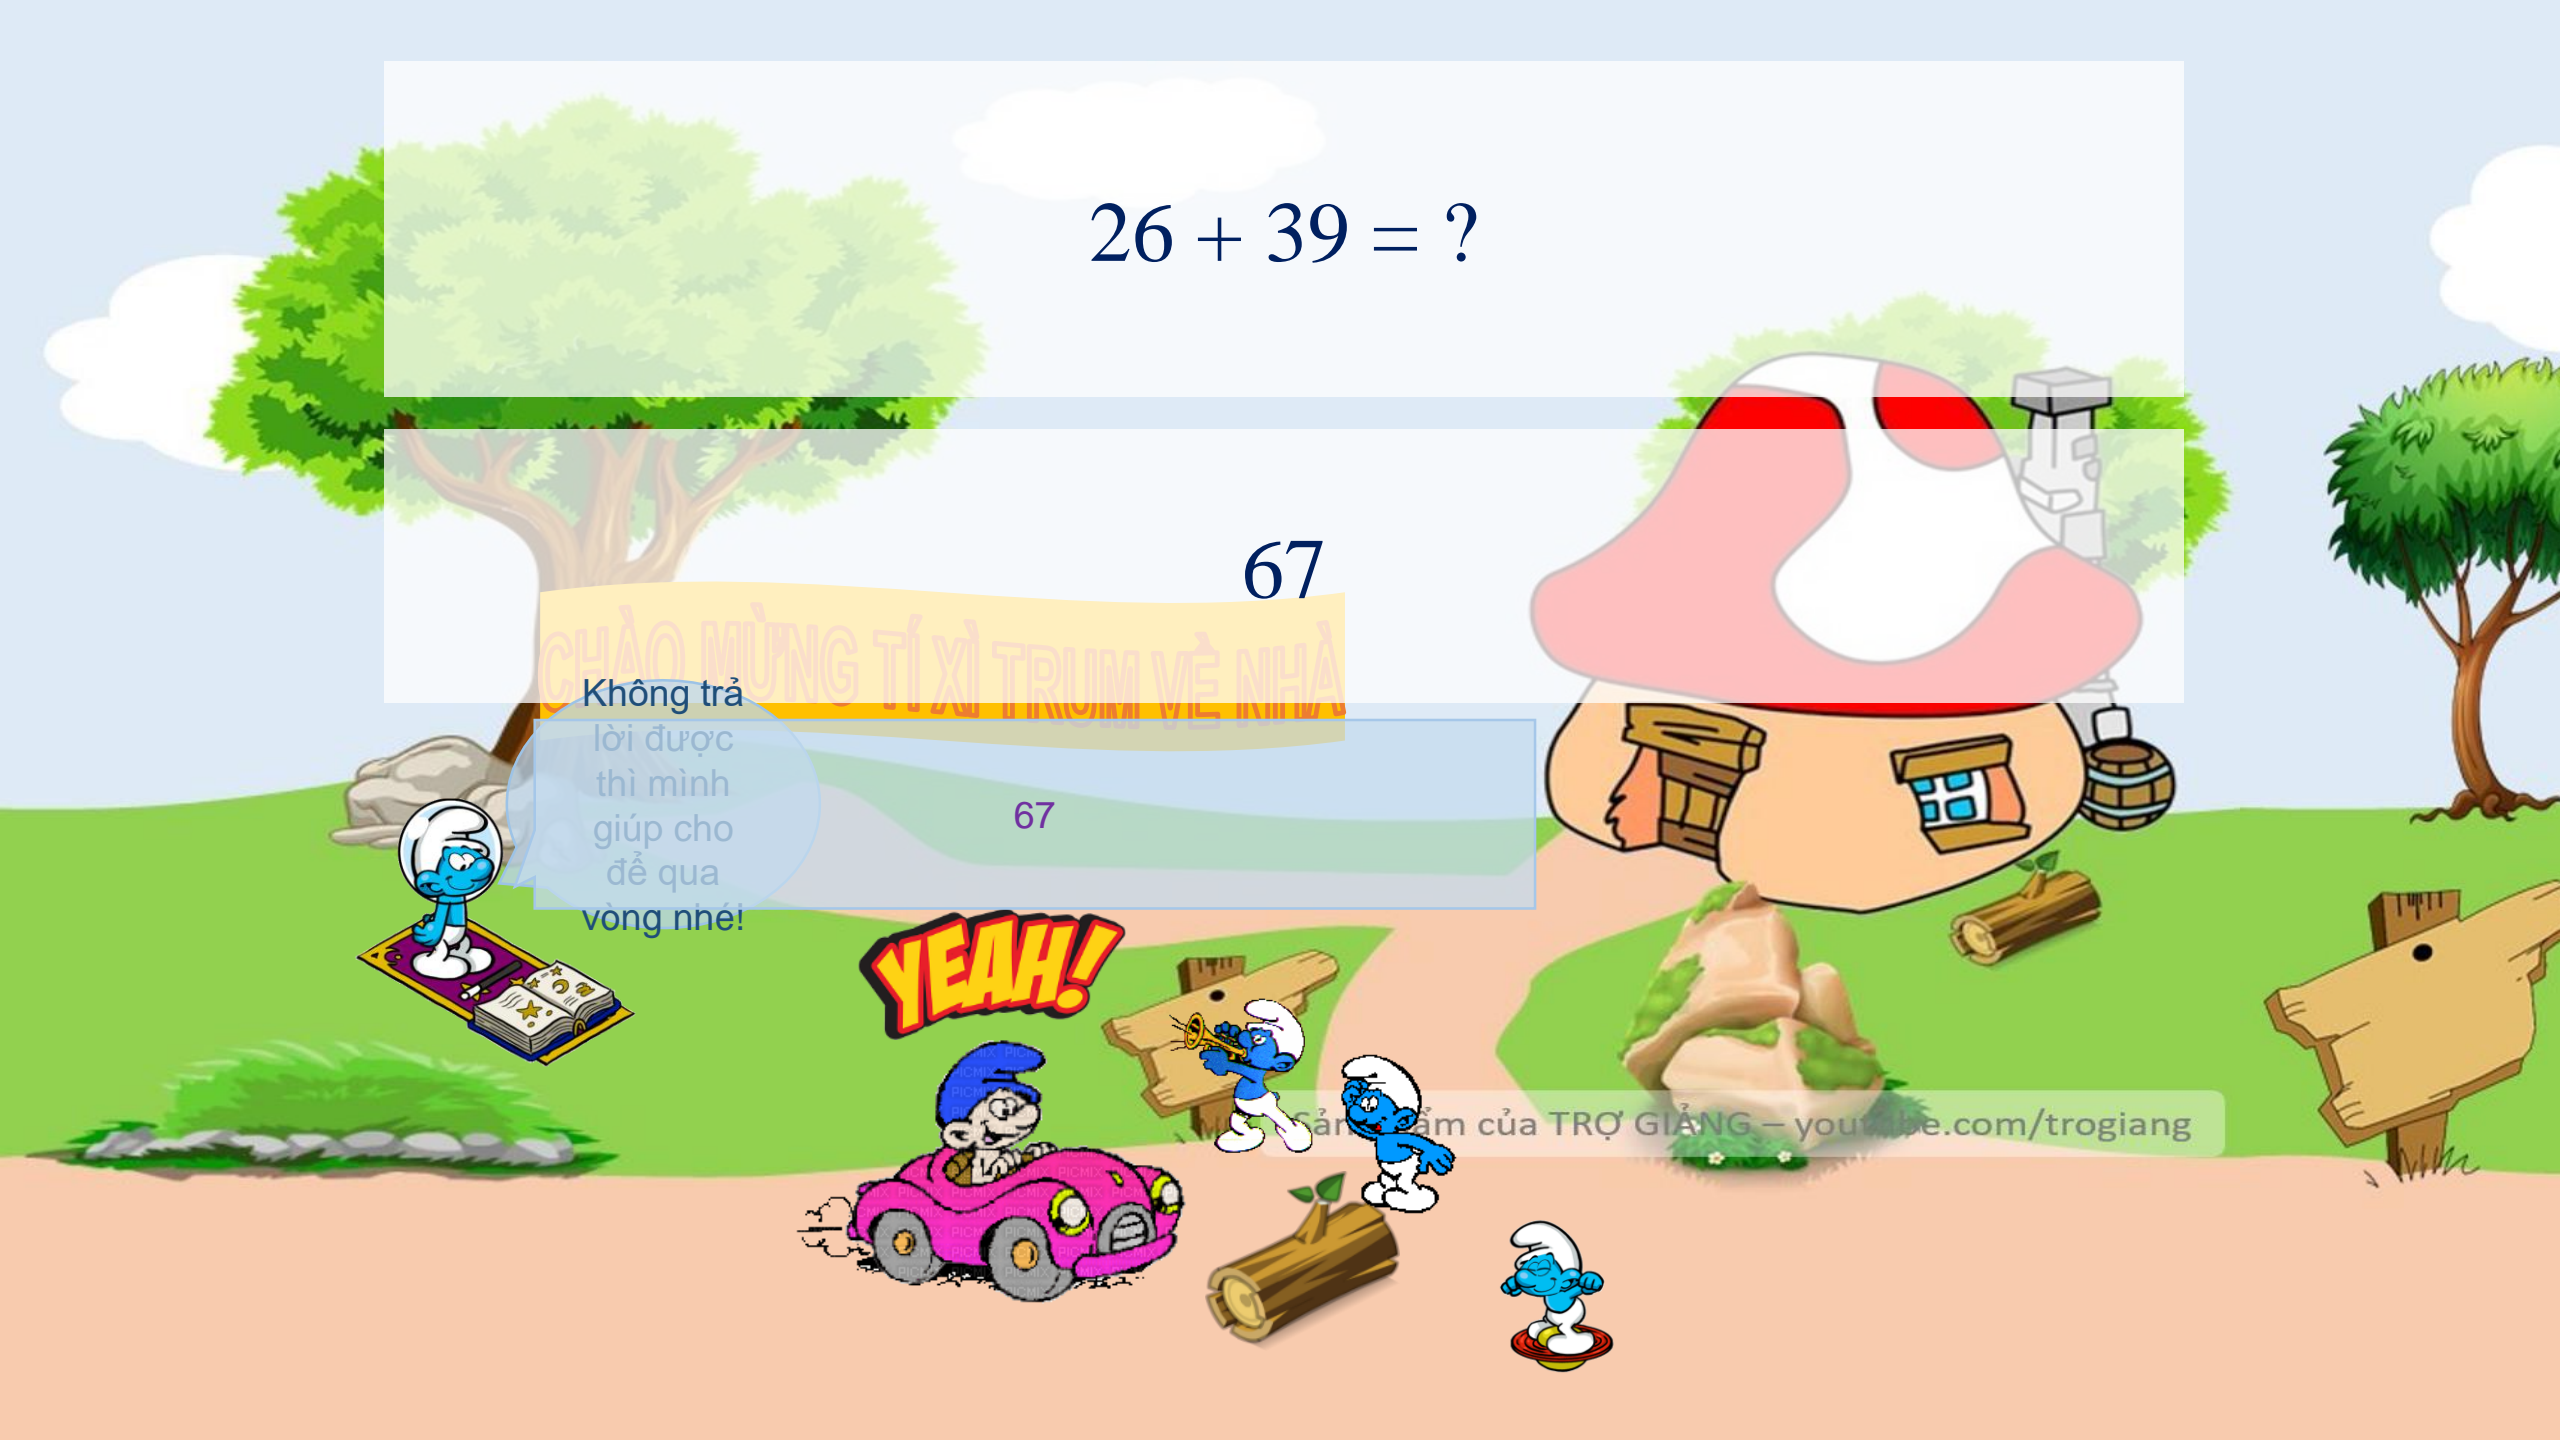 26 + 39 = ?
67
CHÀO MỪNG TÍ XÌ TRUM VỀ NHÀ
Không trả
lời được
thì mình
giúp cho
để qua
vòng nhé!
67
YEAH!
Sản phẩm của TRỢ GIẢNG – youtube.com/trogiang
PICMIX